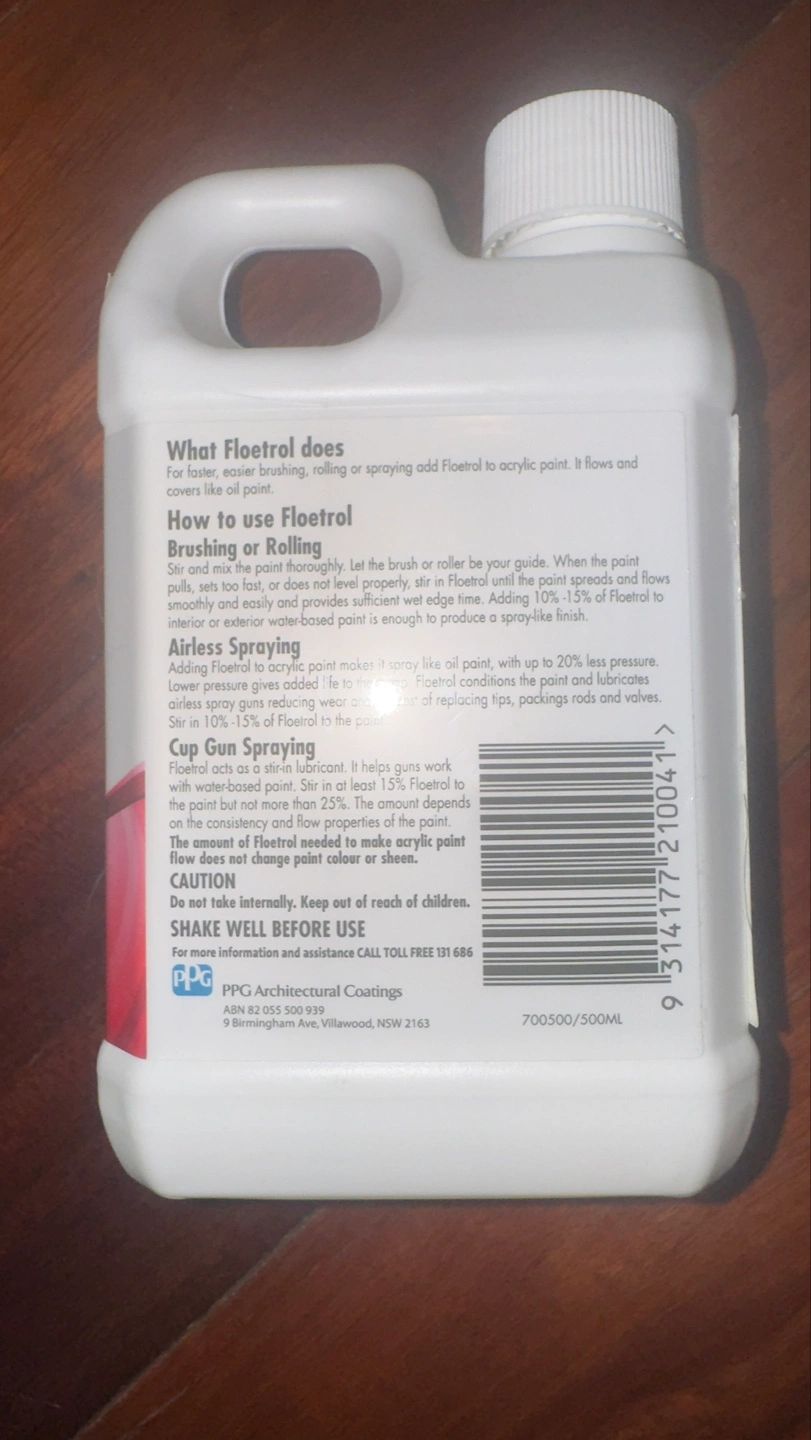 What Floetrol does
For faster, easier brushing, rolling or spraying add Floetrol to acrylic paint. It flows and
covers like oil paint.
How to use Floetrol
Brushing or Rolling
Stir and mix the paint thoroughly. Let the brush or roller be your guide. When the paint
pulls, sets too fast, or does not level properly, stir in Floetrol until the paint spreads and flows
smoothly and easily and provides sufficient wet edge time. Adding 10% -15% of Floetrol to
interior or exterior water-based paint is enough to produce a spray-like finish.
Airless Spraying
Adding Floetrol to acrylic paint makes it spray like oil paint, with up to 20% less pressure.
Lower pressure gives added life to the Floetrol conditions the paint and lubricates
airless spray guns reducing wear of replacing tips, packings rods and valves.
Stir in 10% -15% of Floetrol to the paint
Cup Gun Spraying
Floetrol acts as a stir-in lubricant. It helps guns work
with water-based paint. Stir in at least 15% Floetrol to
the paint but not more than 25%. The amount depends
on the consistency and flow properties of the paint.
The amount of Floetrol needed to make acrylic paint
flow does not change paint colour or sheen.
CAUTION
Do not take internally. Keep out of reach of children.
SHAKE WELL BEFORE USE
For more information and assistance CALL TOLL FREE 131 686
PPG
PPG Architectural Coatings
ABN 82 055 500 939
9 Birmingham Ave, Villawood, NSW 2163
700500/500ML
9 314177 210041 >